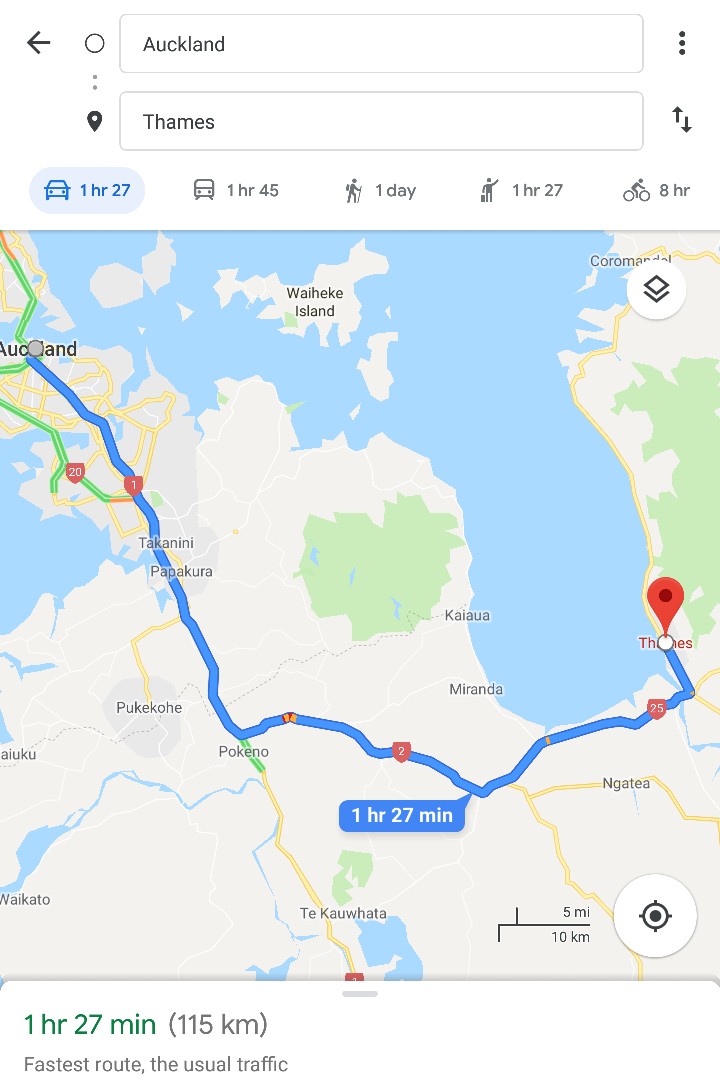 Auckland
Thames
1 hr 27
1 hr 45
1 day
1 hr 27
8 hr
Coromandel
Waiheke
Island
Auckland
20
1
Takanini
Papakura
Kaiaua
Thames
Miranda
25
Pukekohe
Pokeno
2
aiuku
Ngatea
1 hr 27 min
Waikato
Te Kauwhata
5 mi
10 km
1
1 hr 27 min (115 km)
Fastest route, the usual traffic